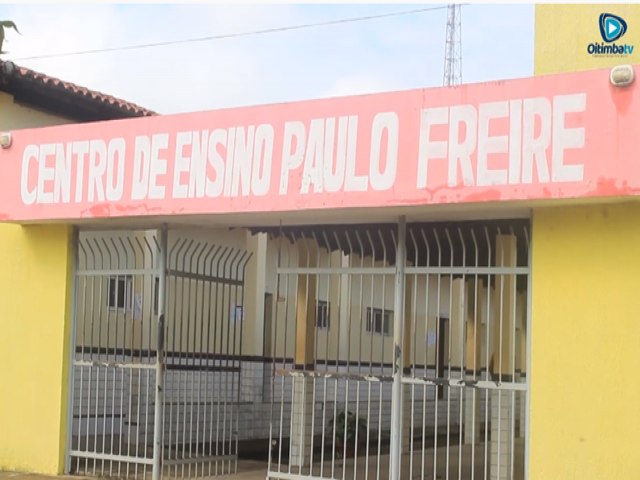 Oitimbatv
CENTRO DE ENSINO PAULO FREIRE